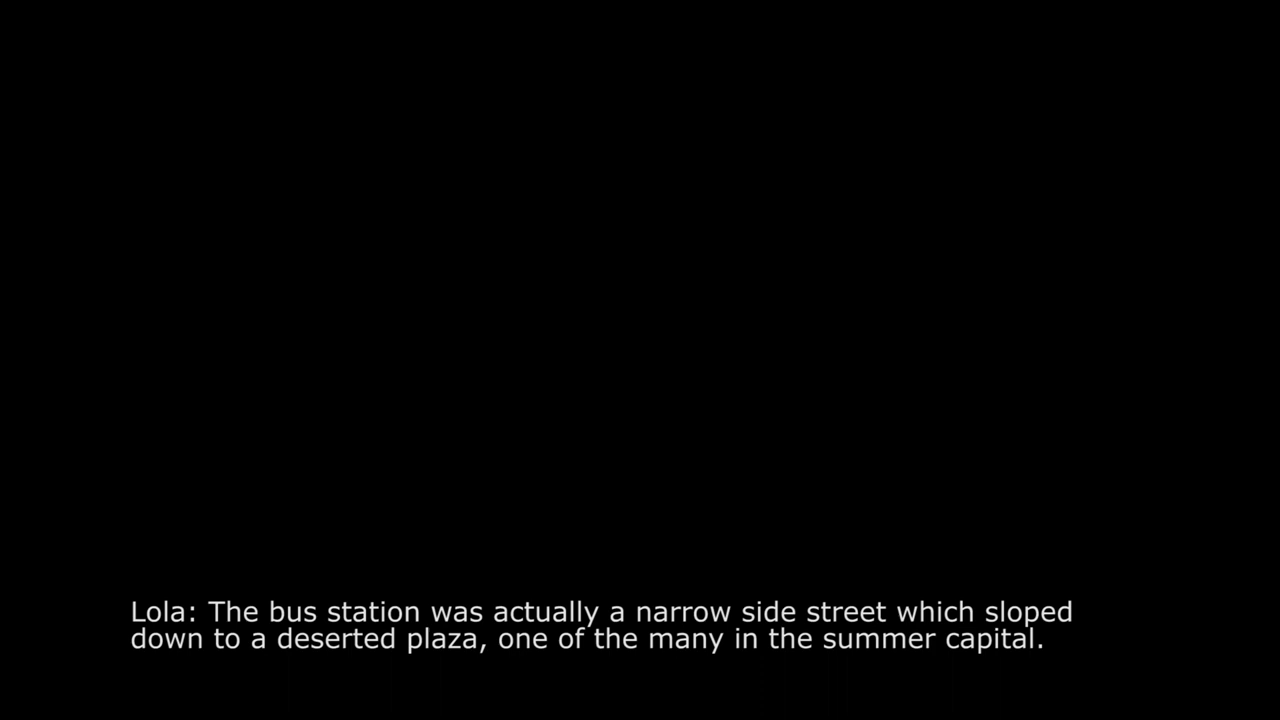 Lola: The bus station was actually a narrow side street which sloped
down to a deserted plaza, one of the many in the summer capital.